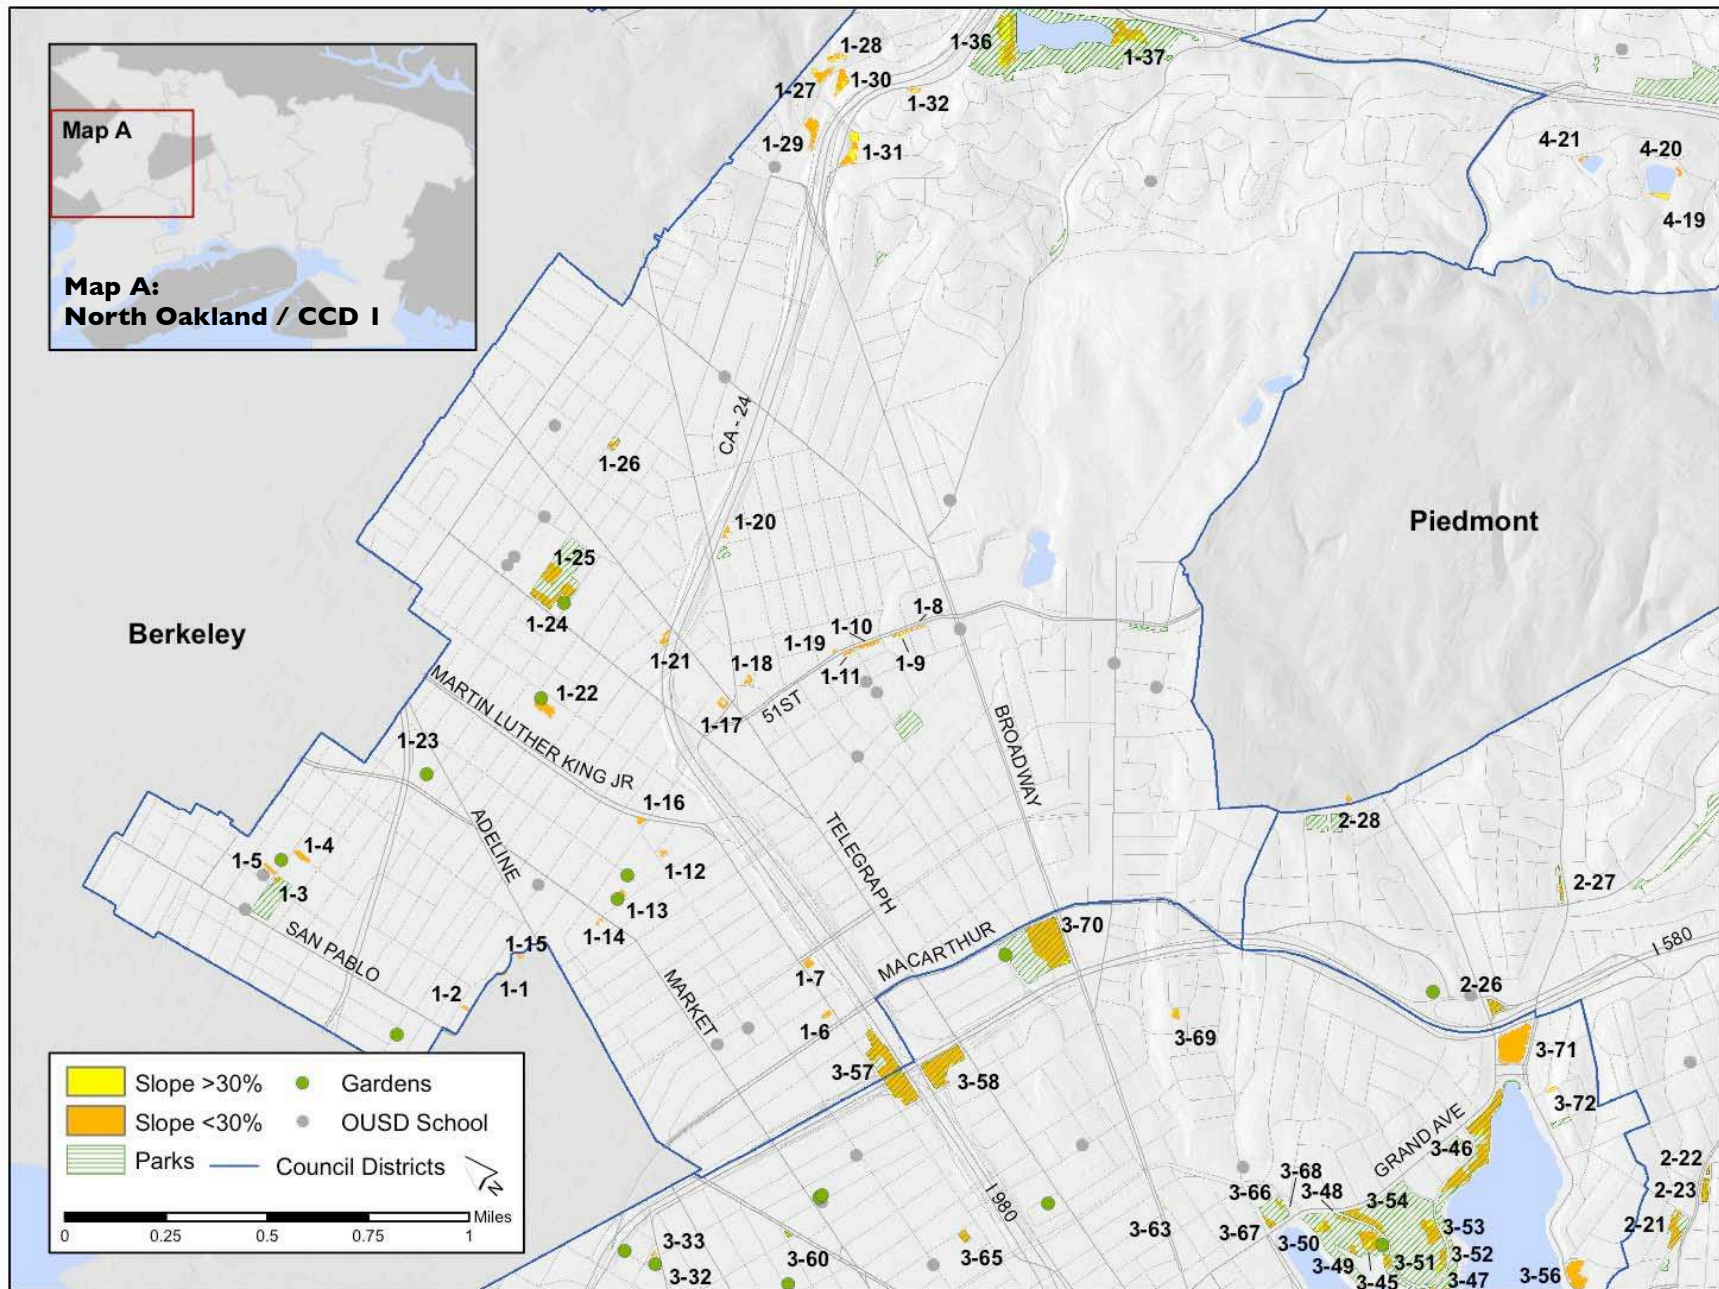 Map A
Map A:
North Oakland / CCD 1
1-28
1-36
1-37
1-27
1-30
1-32
1-29
1-31
4-21
4-20
4-19
CA - 24
1-26
1-20
Piedmont
1-25
1-24
Berkeley
1-8
1-10
1-19
1-9
1-11
1-21
1-18
1-17
51ST
1-22
MARTIN LUTHER KING JR
BROADWAY
1-23
1-16
ADELINE
TELEGRAPH
2-28
1-5
1-4
1-3
1-12
1-13
1-14
2-27
SAN PABLO
1-15
1-1
1-2
MACARTHUR
3-70
I 580
1-7
1-6
MARKET
2-26
3-69
3-71
3-57
3-58
3-72
GRAND AVE
3-46
Slope >30%
Gardens
Slope <30%
OUSD School
Parks
Council Districts
N
Miles
0
0.25
0.5
0.75
1
I 980
3-68
3-66
3-48
3-54
3-67
3-50
3-53
3-49
3-51
3-52
3-45
3-47
3-63
3-65
3-60
3-33
3-32
3-56
2-22
2-23
2-21